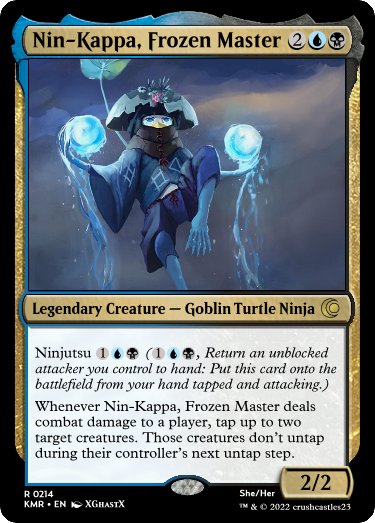 Nin-Kappa, Frozen Master 2
Legendary Creature — Goblin Turtle Ninja
Ninjutsu 1 (1, Return an unblocked
attacker you control to hand: Put this card onto the
battlefield from your hand tapped and attacking.)
Whenever Nin-Kappa, Frozen Master deals
combat damage to a player, tap up to two
target creatures. Those creatures don't untap
during their controller's next untap step.
2/2
R 0214
KMR • EN XGhastX
She/Her
™ & © 2022 crushcastles23